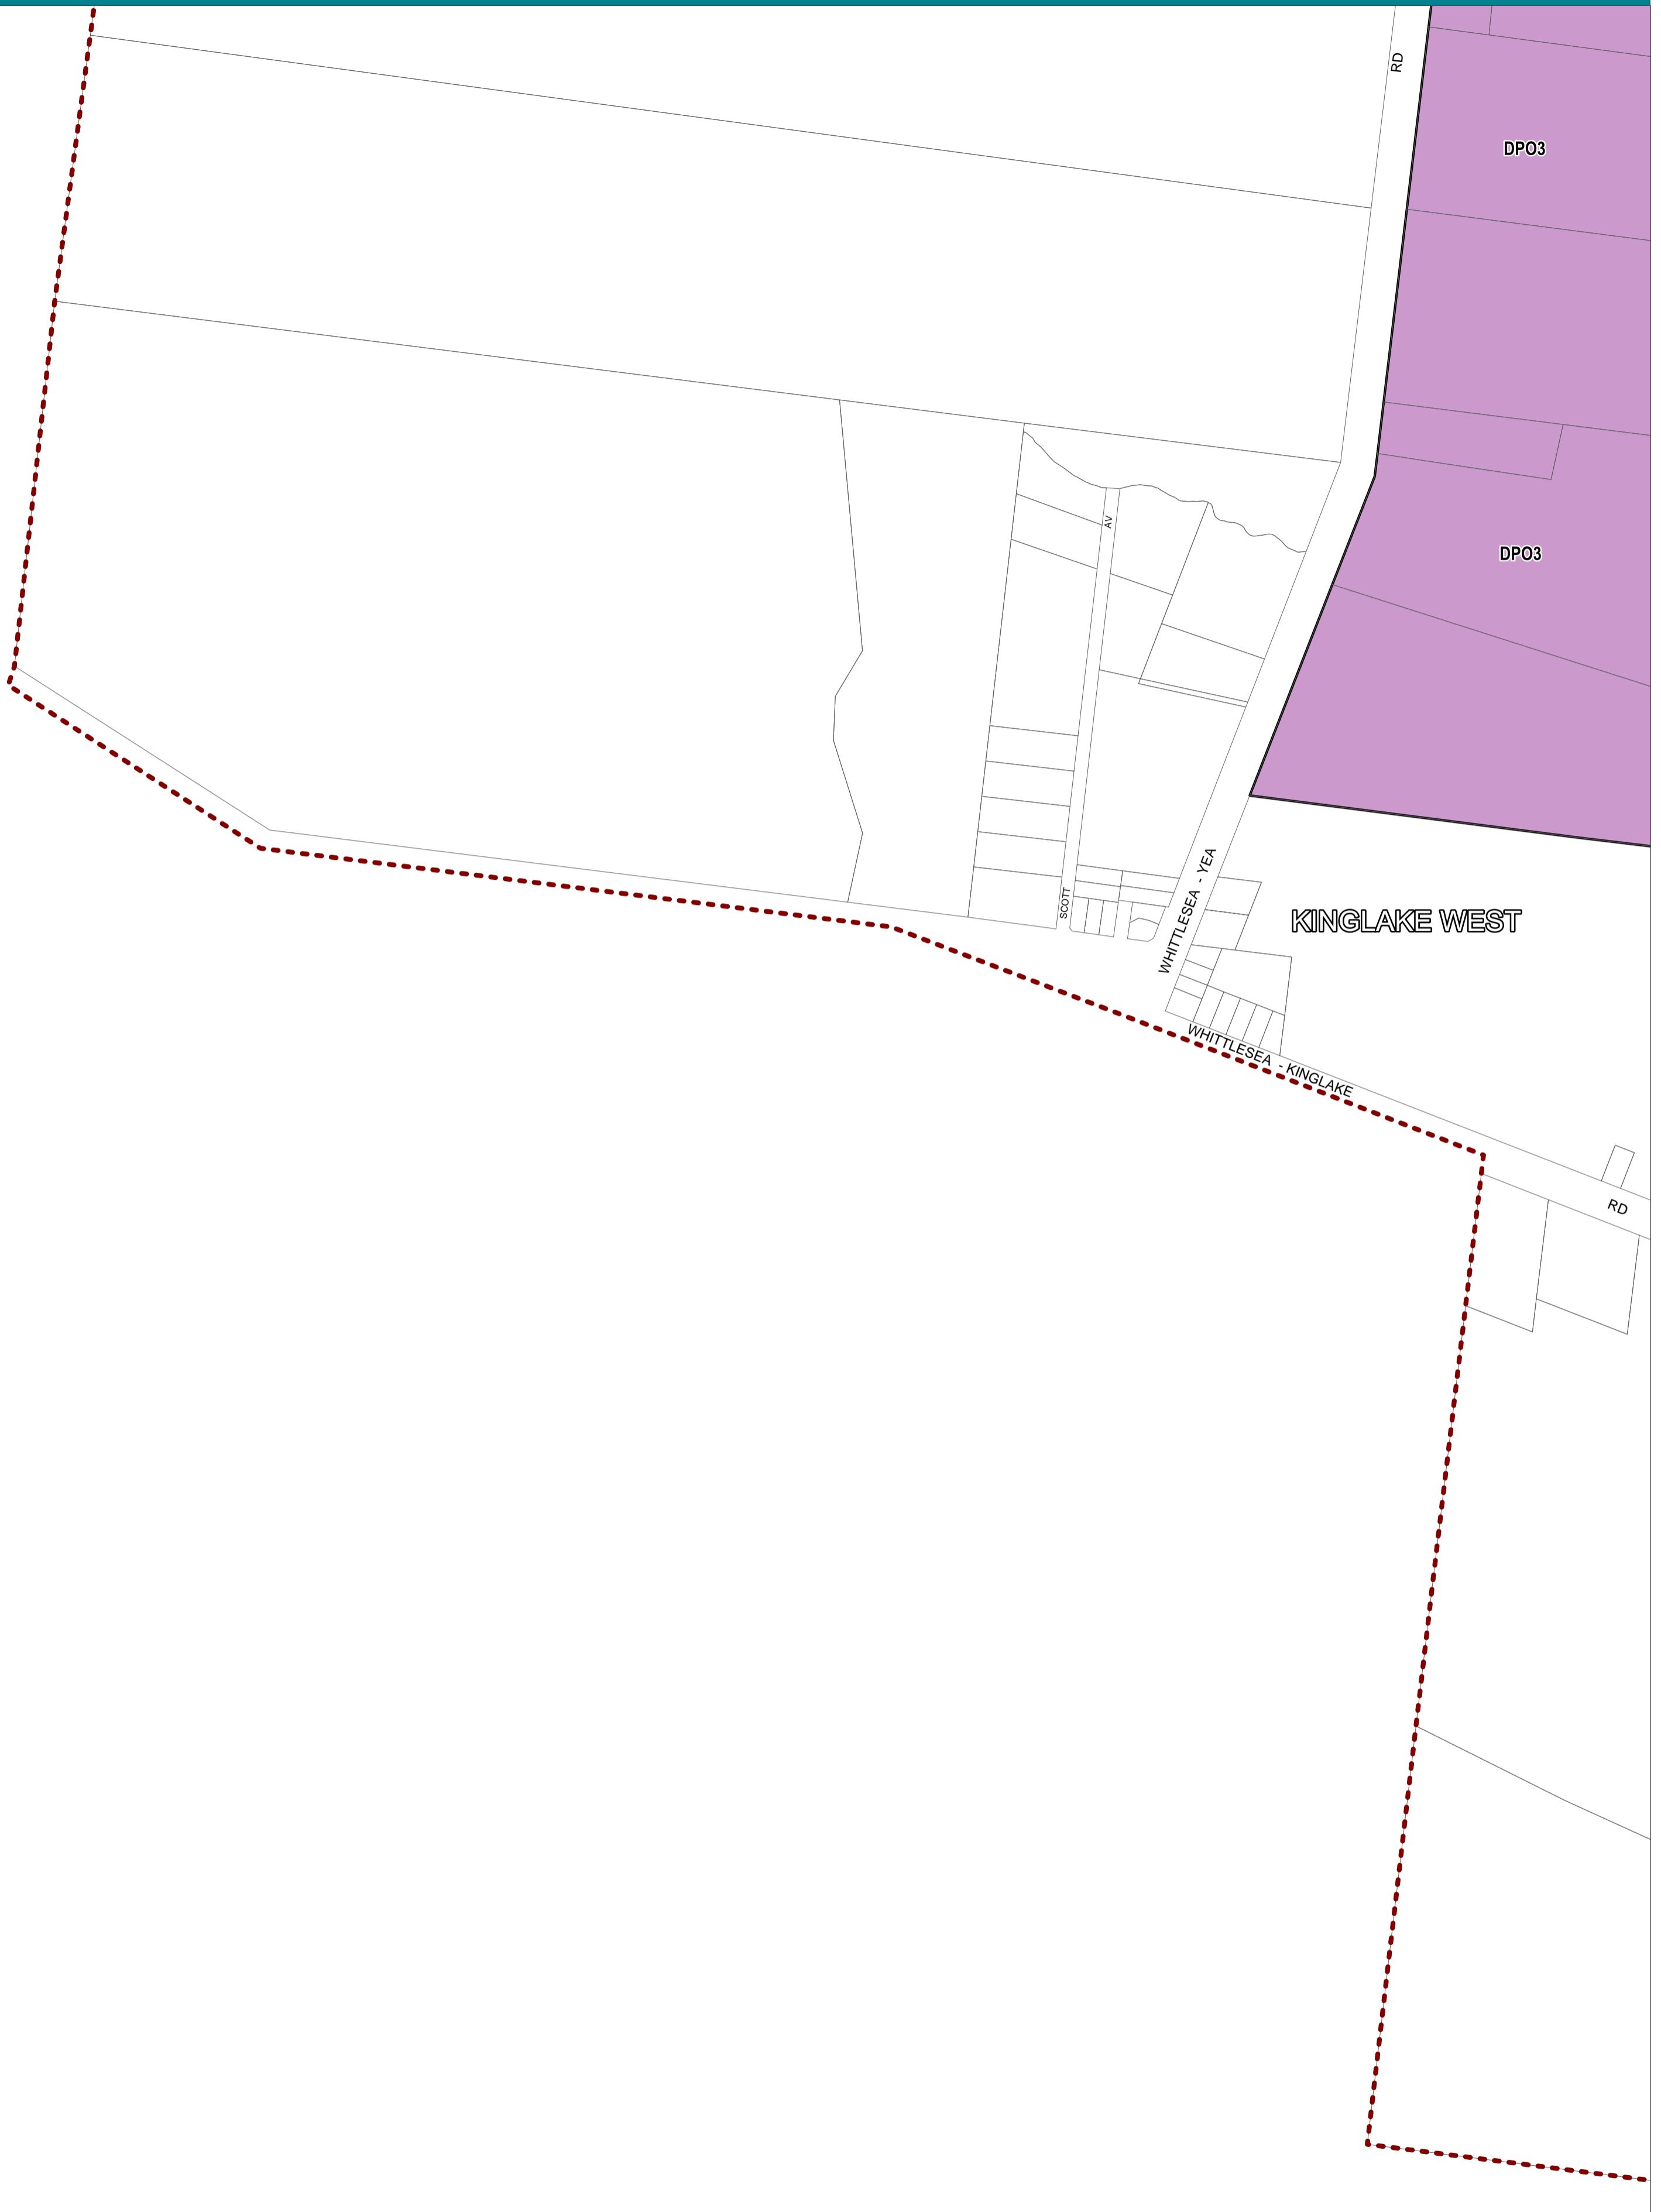 RD
DPO3
AV
DPO3
SCOTT
WHITTLESEA - YEA
KINGLAKE WEST
WHITTLESEA - KINGLAKE
RD